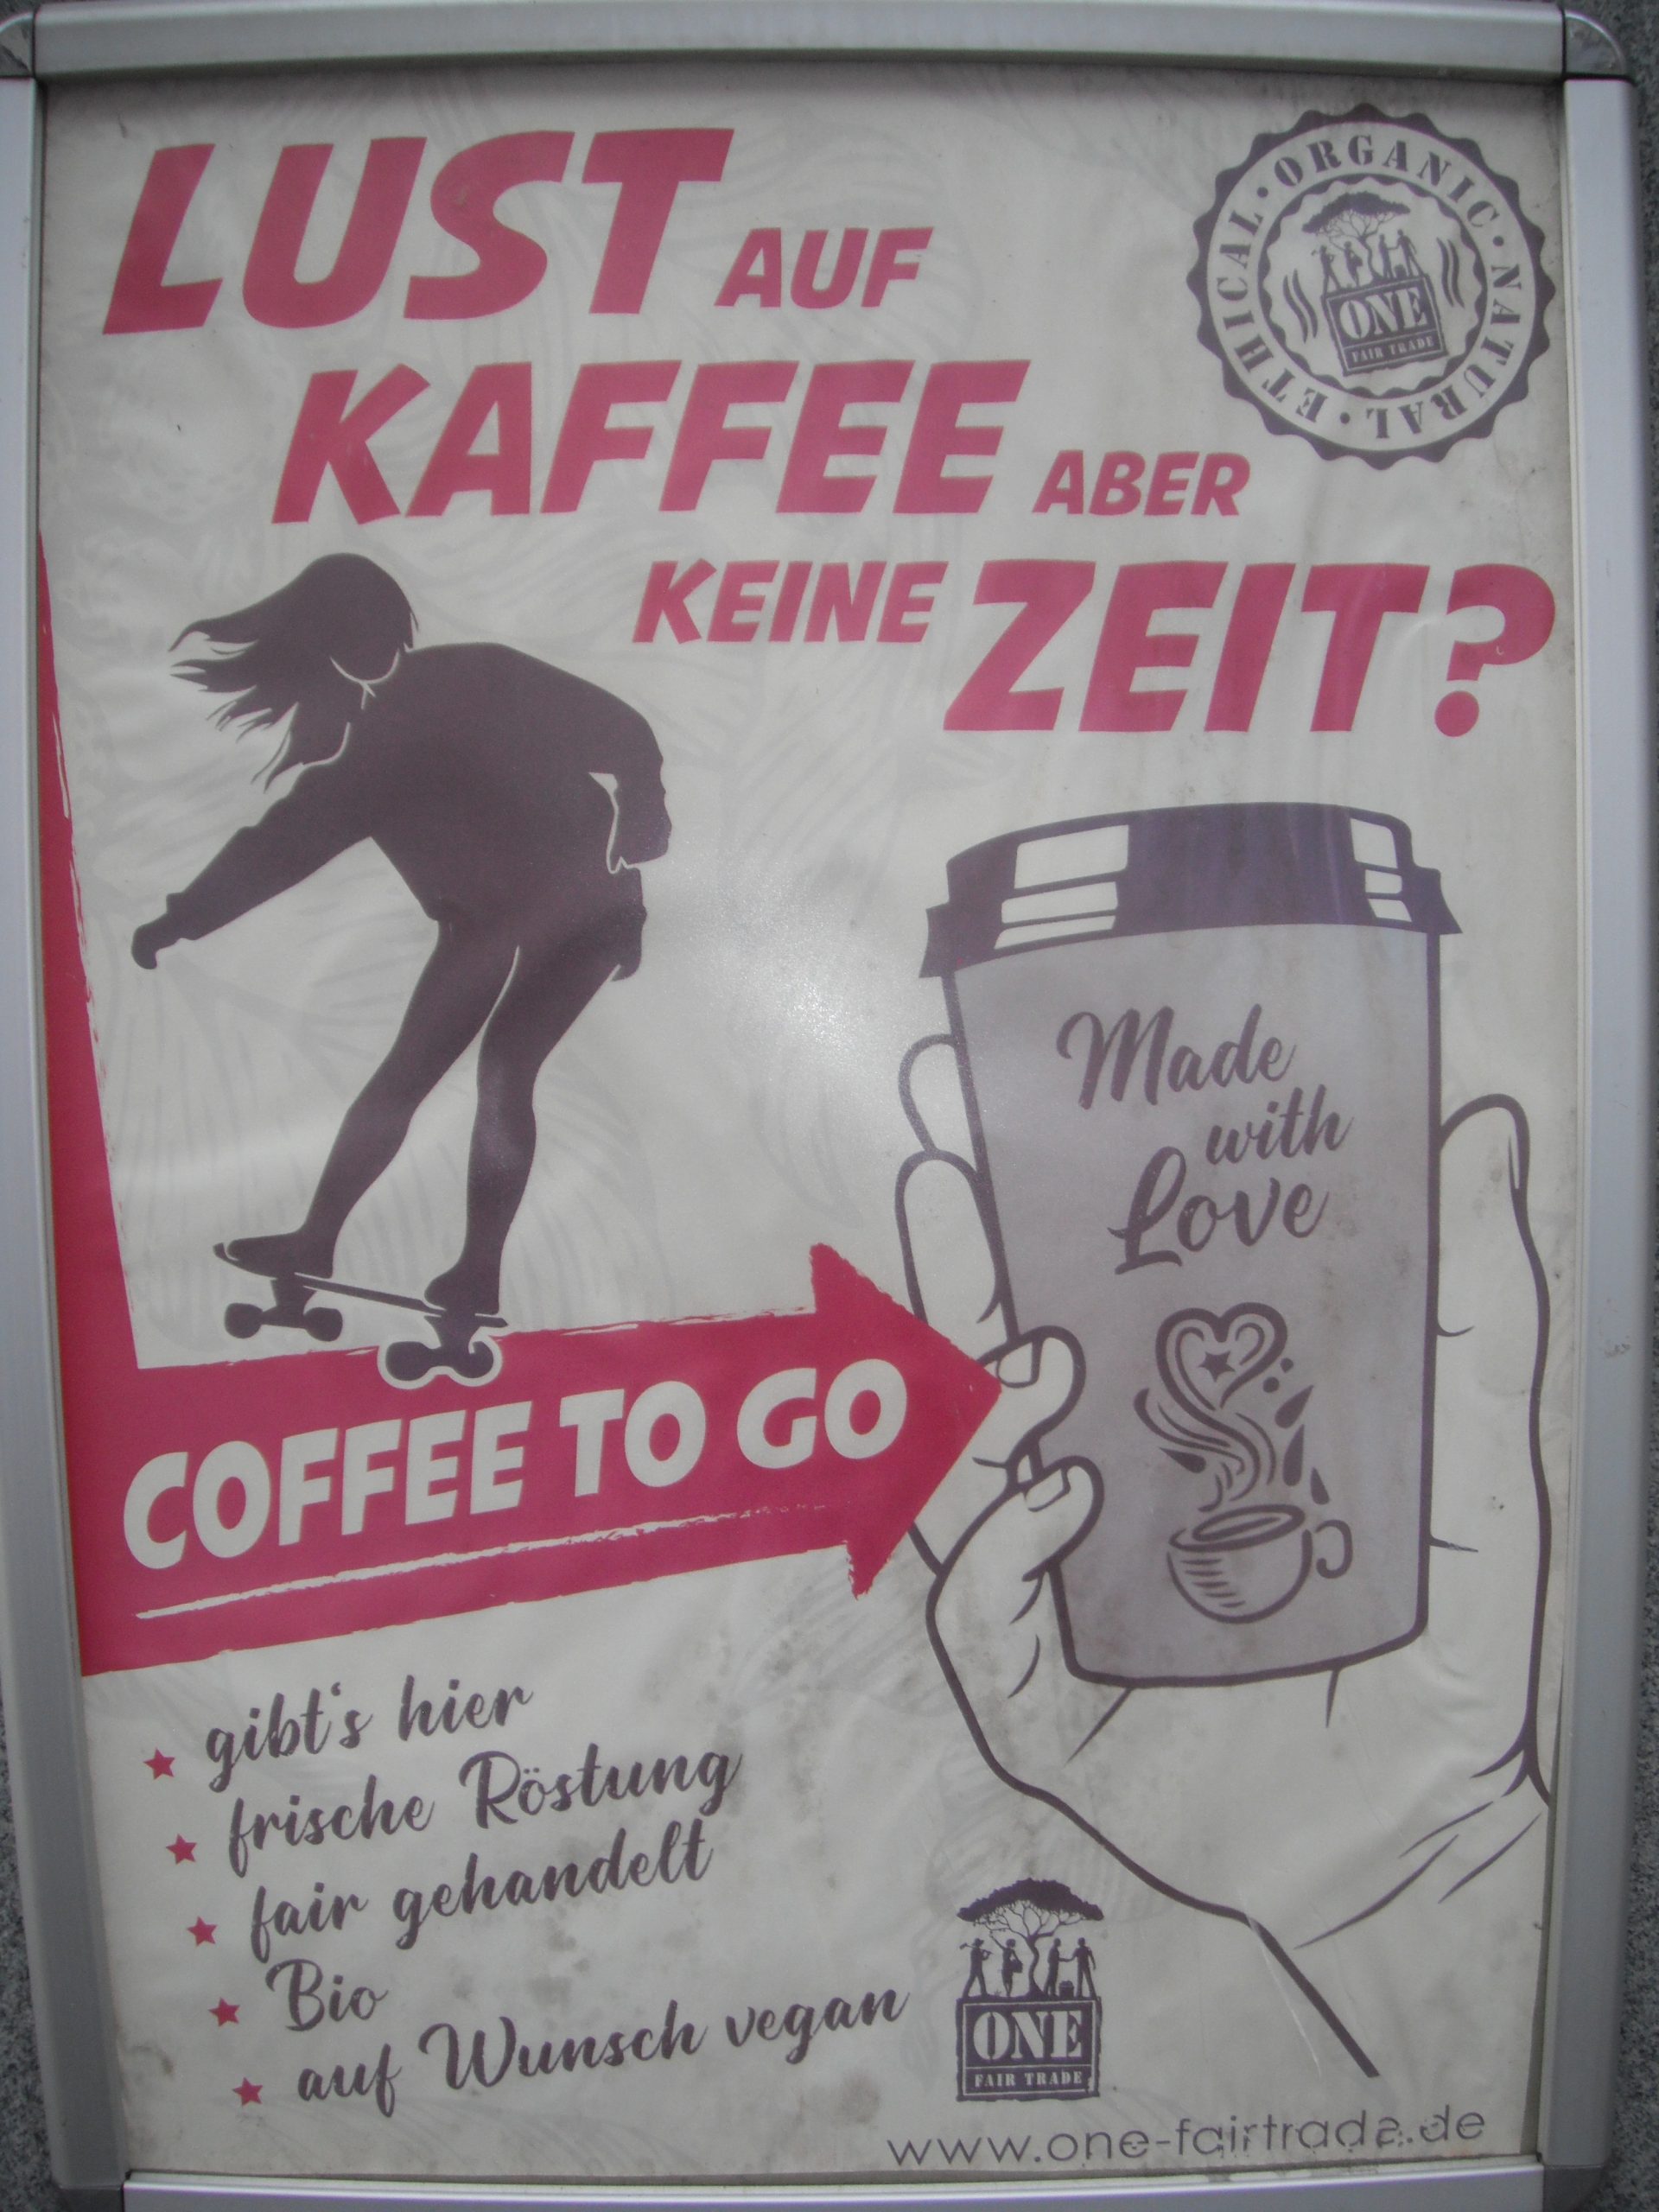 LUST AUF
KAFFEE ABER
KEINE ZEIT?
ORGANIC · NATURAL · ETHICAL ·
ONE
FAIR TRADE
Made
with
Love
COFFEE TO GO
gibt's hier
frische Röstung
fair gehandelt
Bio
auf Wunsch vegan
ONE
FAIR TRADE
www.one-fairtrade.de